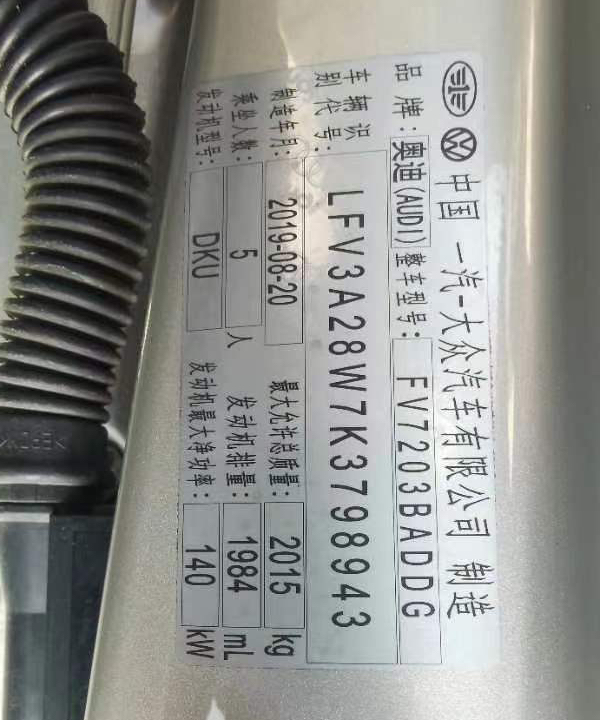 中国 一汽-大众汽车有限公司 制造
品牌:奥迪(AUDI) 整车型号:FV7203BADDG
车辆识别代号:LFV3A28W7K3798943
制造年月:2019-08-20 最大允许总质量:2015 kg
乘坐人数:5 人 发动机排量:1984 mL
发动机型号:DKU 发动机最大净功率:140 kW